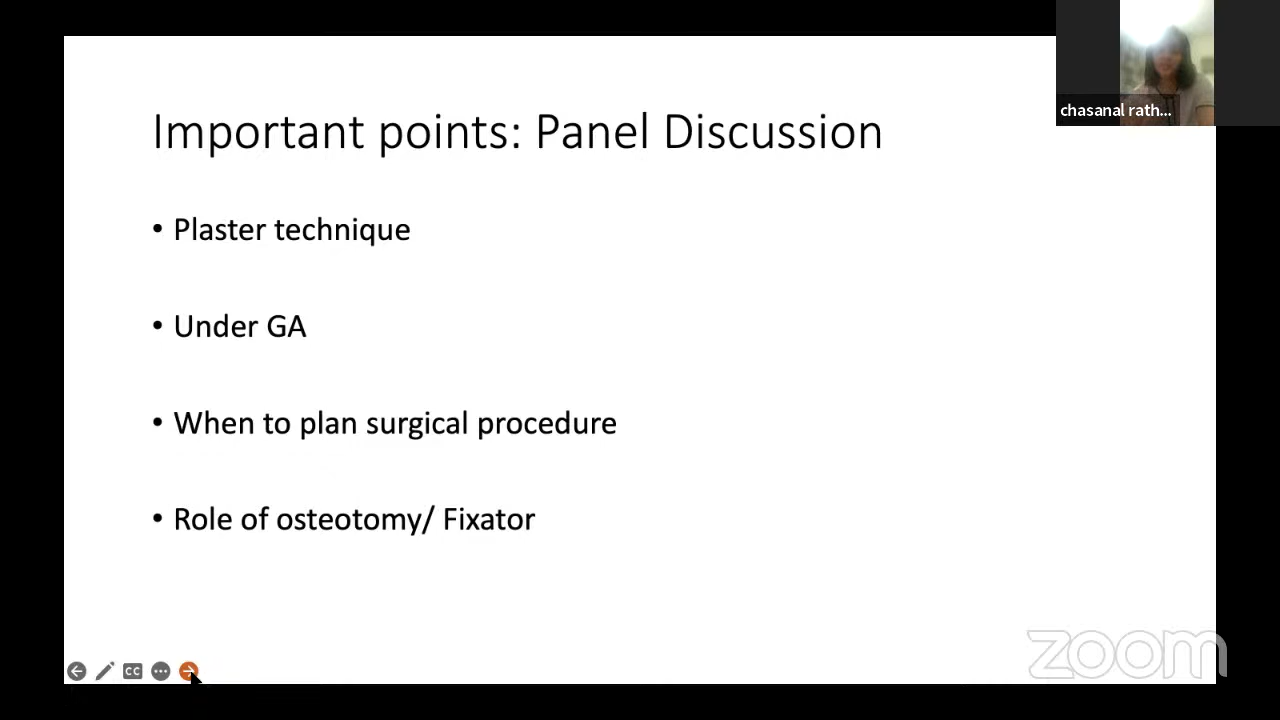 chasanal rath...
Important points: Panel Discussion
• Plaster technique
• Under GA
• When to plan surgical procedure
• Role of osteotomy/ Fixator
CC
zoom